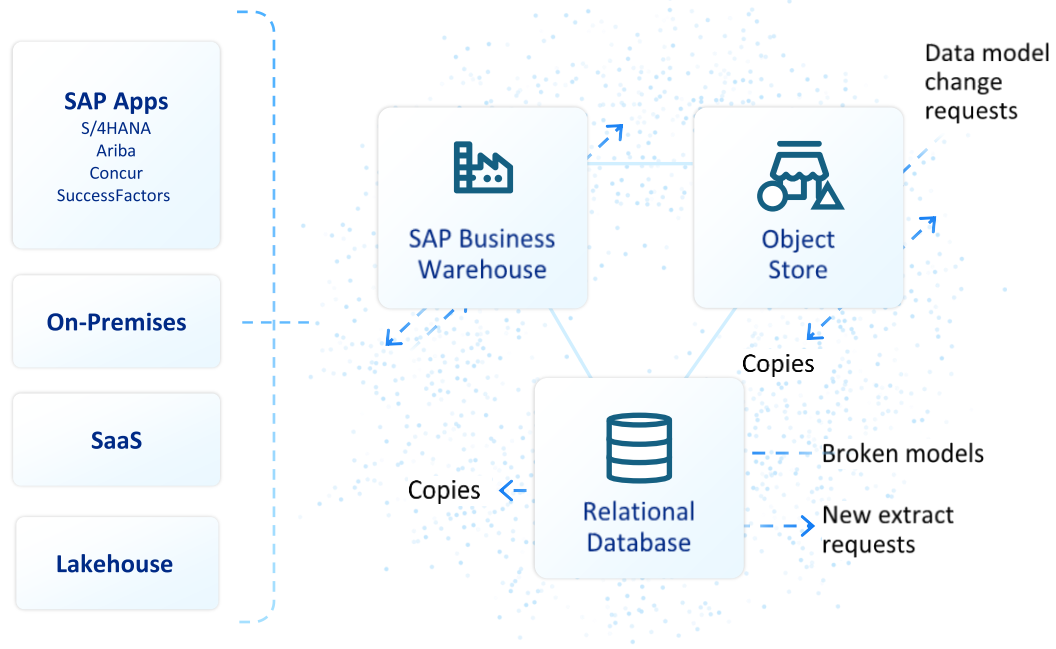 SAP Apps
S/4HANA
Ariba
Concur
SuccessFactors
On-Premises
SaaS
Lakehouse
SAP Business
Warehouse
Object
Store
Data model
change
requests
Copies
Relational
Database
Copies
Broken models
New extract
requests